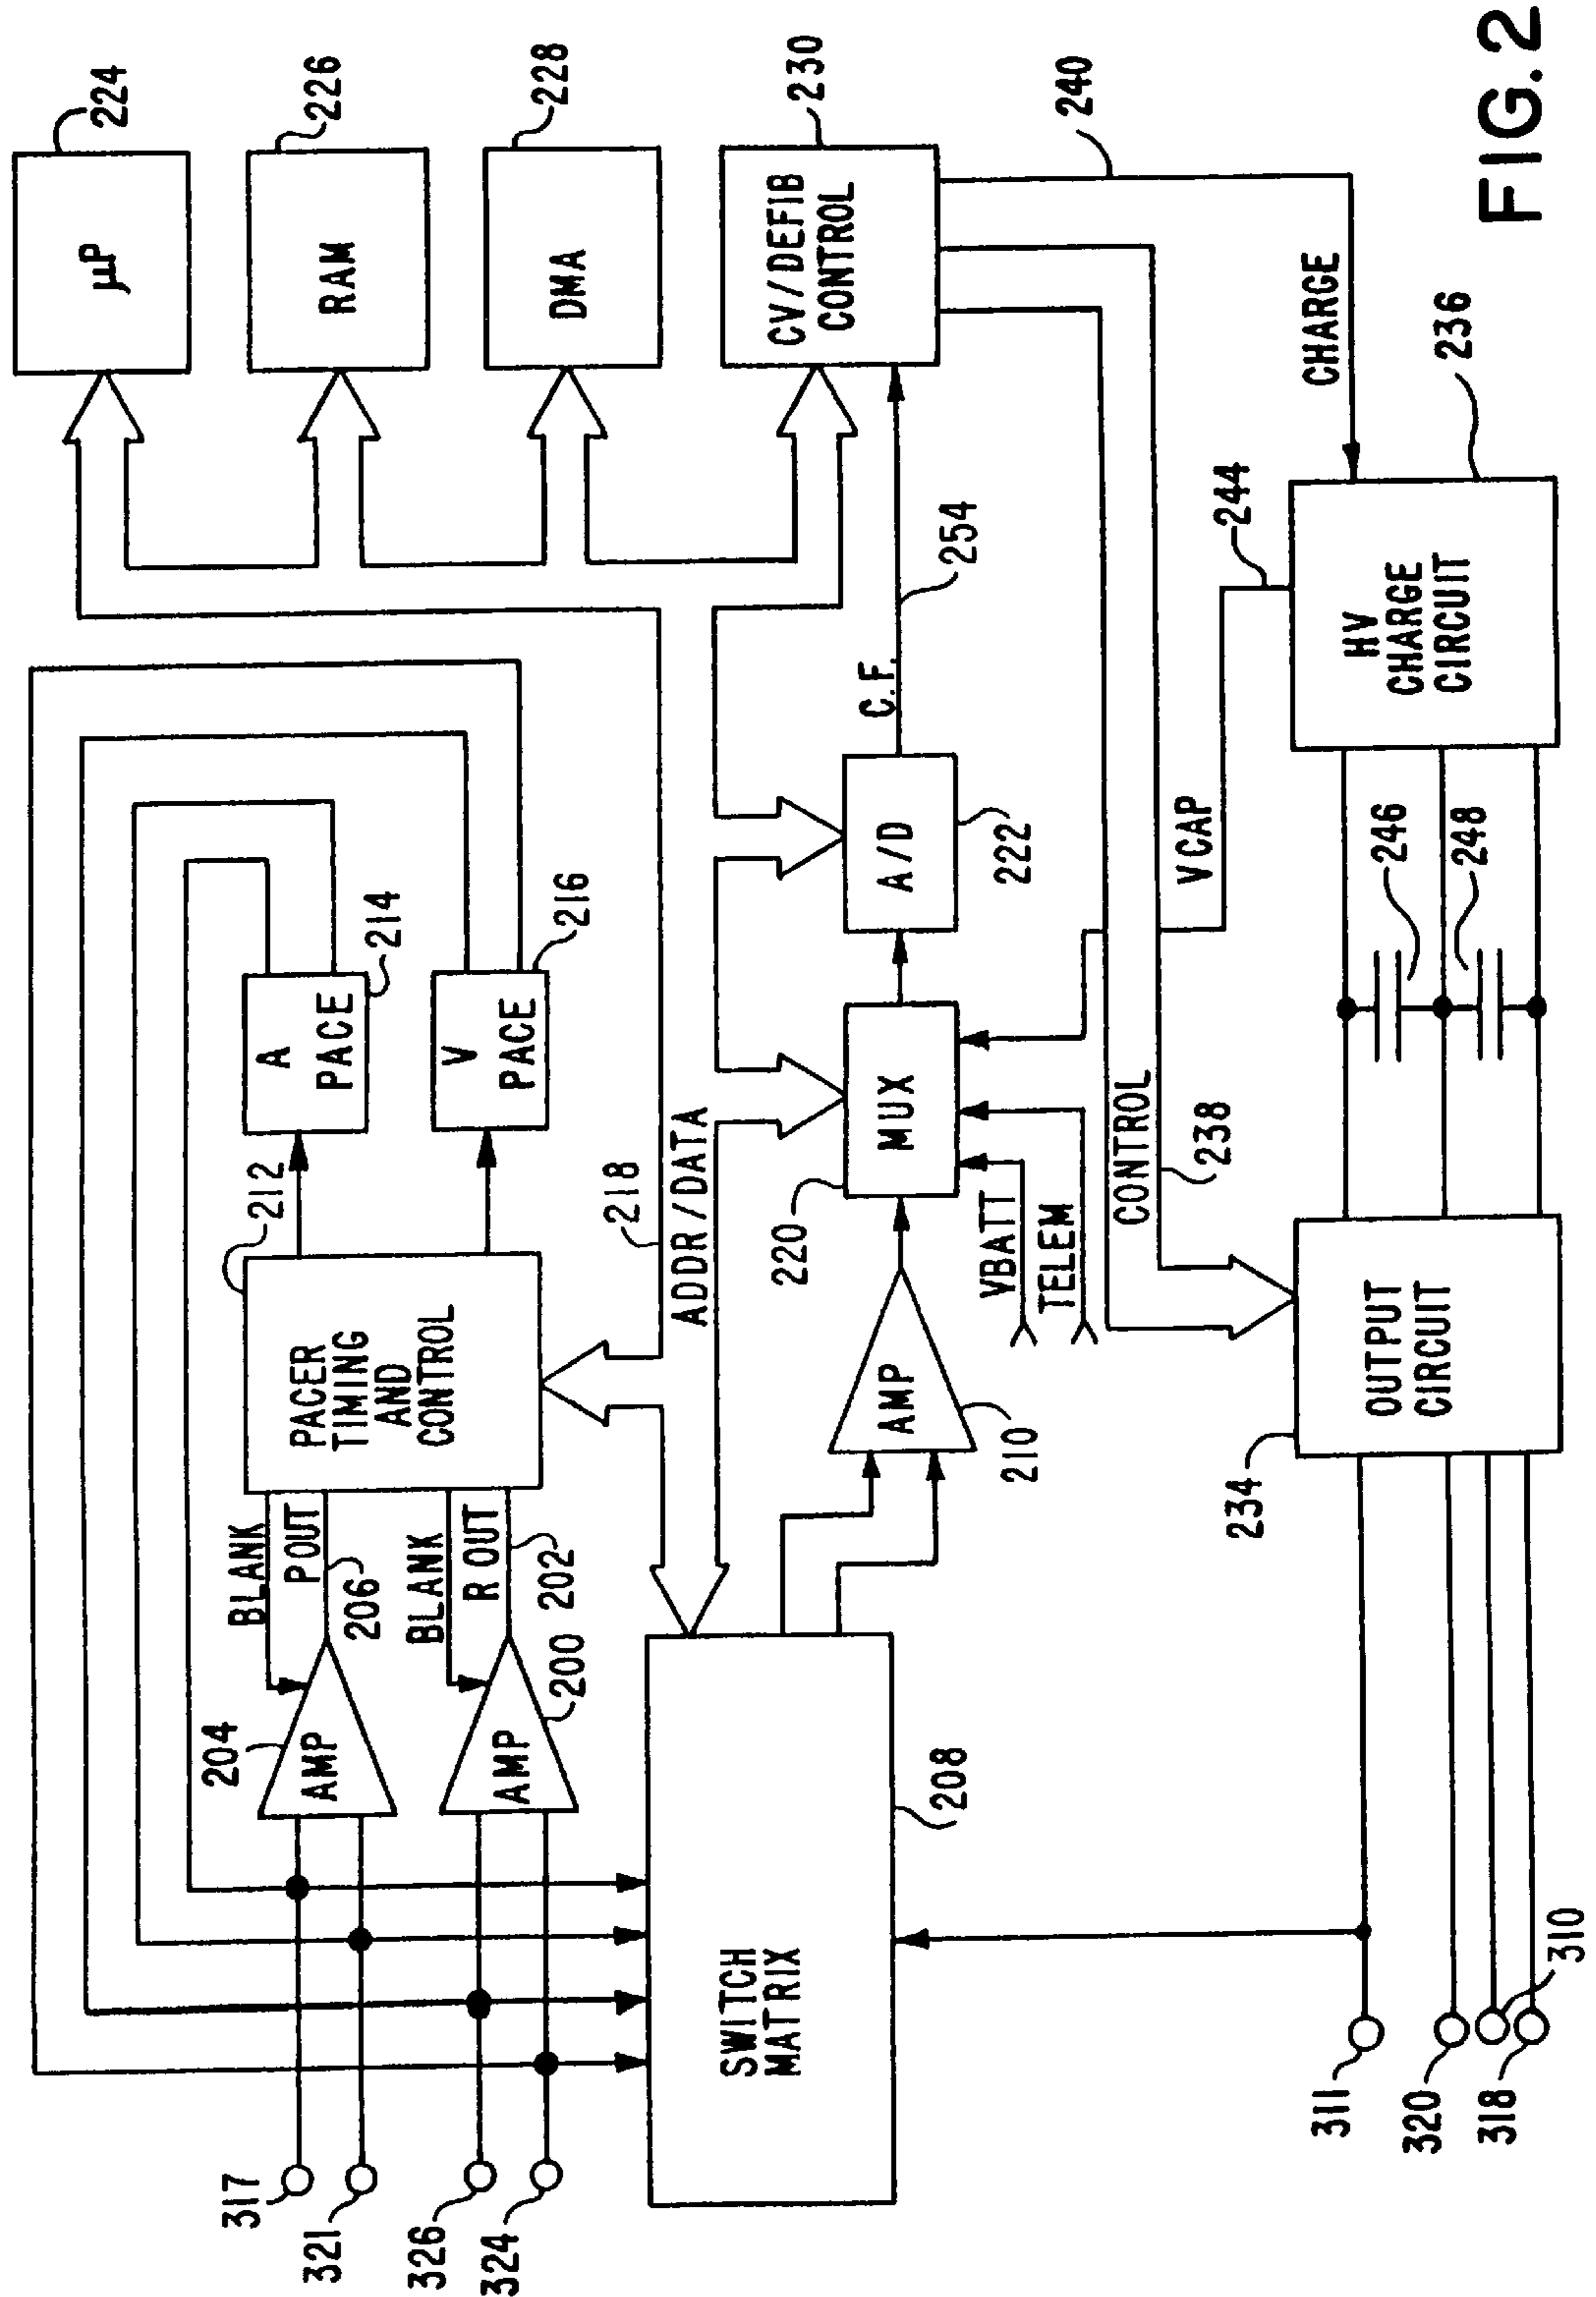 317
321
326
324
204
AMP
BLANK
P OUT
206
AMP
200
BLANK
R OUT
202
PACER
TIMING
AND
CONTROL
212
A
PACE
214
V
PACE
216
218
ADDR/DATA
µP
224
RAM
226
DMA
228
CV/DEFIB
CONTROL
230
SWITCH
MATRIX
208
AMP
210
MUX
220
VBATT
TELEM
A/D
222
C.F.
254
CONTROL
238
VCAP
244
240
CHARGE
HV
CHARGE
CIRCUIT
236
246
248
OUTPUT
CIRCUIT
234
311
320
318
310
FIG. 2